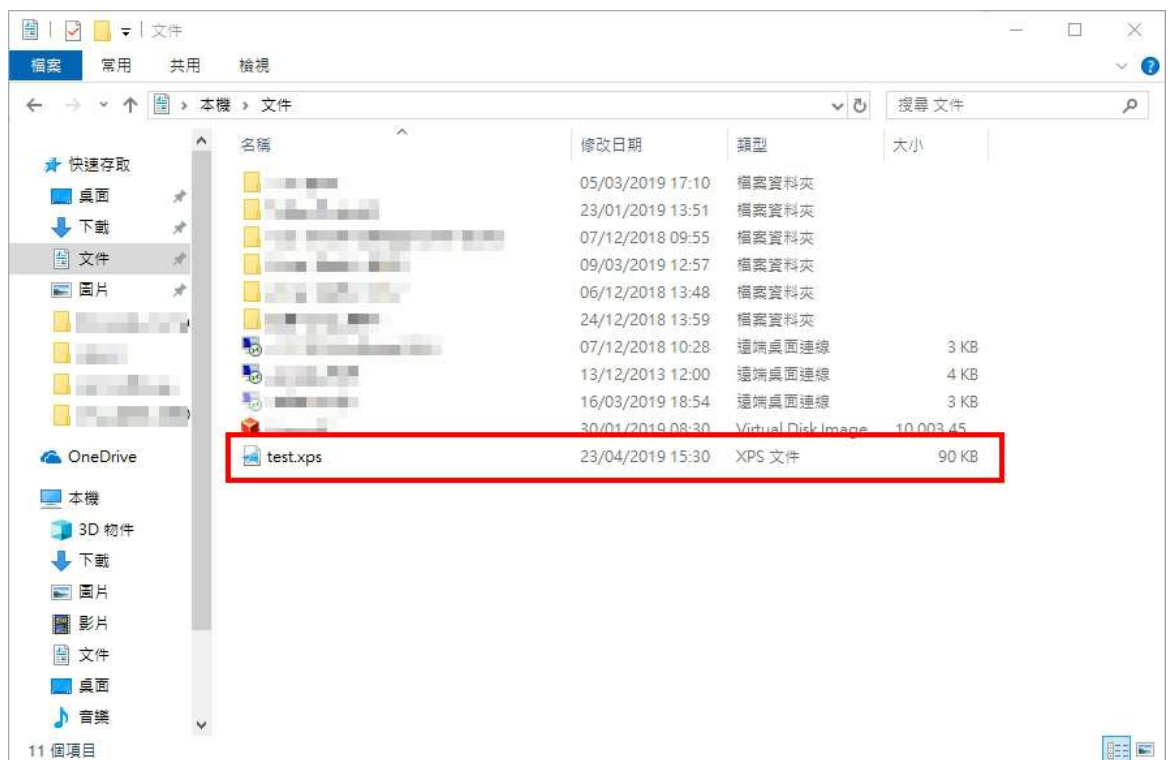 文件
檔案 常用 共用 檢視
本機 文件 搜尋 文件
名稱 修改日期 類型 大小
快速存取
桌面
下載
文件
圖片
OneDrive
本機
3D 物件
下載
圖片
影片
文件
桌面
音樂
05/03/2019 17:10 檔案資料夾
23/01/2019 13:51 檔案資料夾
07/12/2018 09:55 檔案資料夾
09/03/2019 12:57 檔案資料夾
06/12/2018 13:48 檔案資料夾
24/12/2018 13:59 檔案資料夾
07/12/2018 10:28 遠端桌面連線 3 KB
13/12/2013 12:00 遠端桌面連線 4 KB
16/03/2019 18:54 遠端桌面連線 3 KB
30/01/2019 08:30 Virtual Disk Image 10,003,45...
test.xps 23/04/2019 15:30 XPS 文件 90 KB
11 個項目